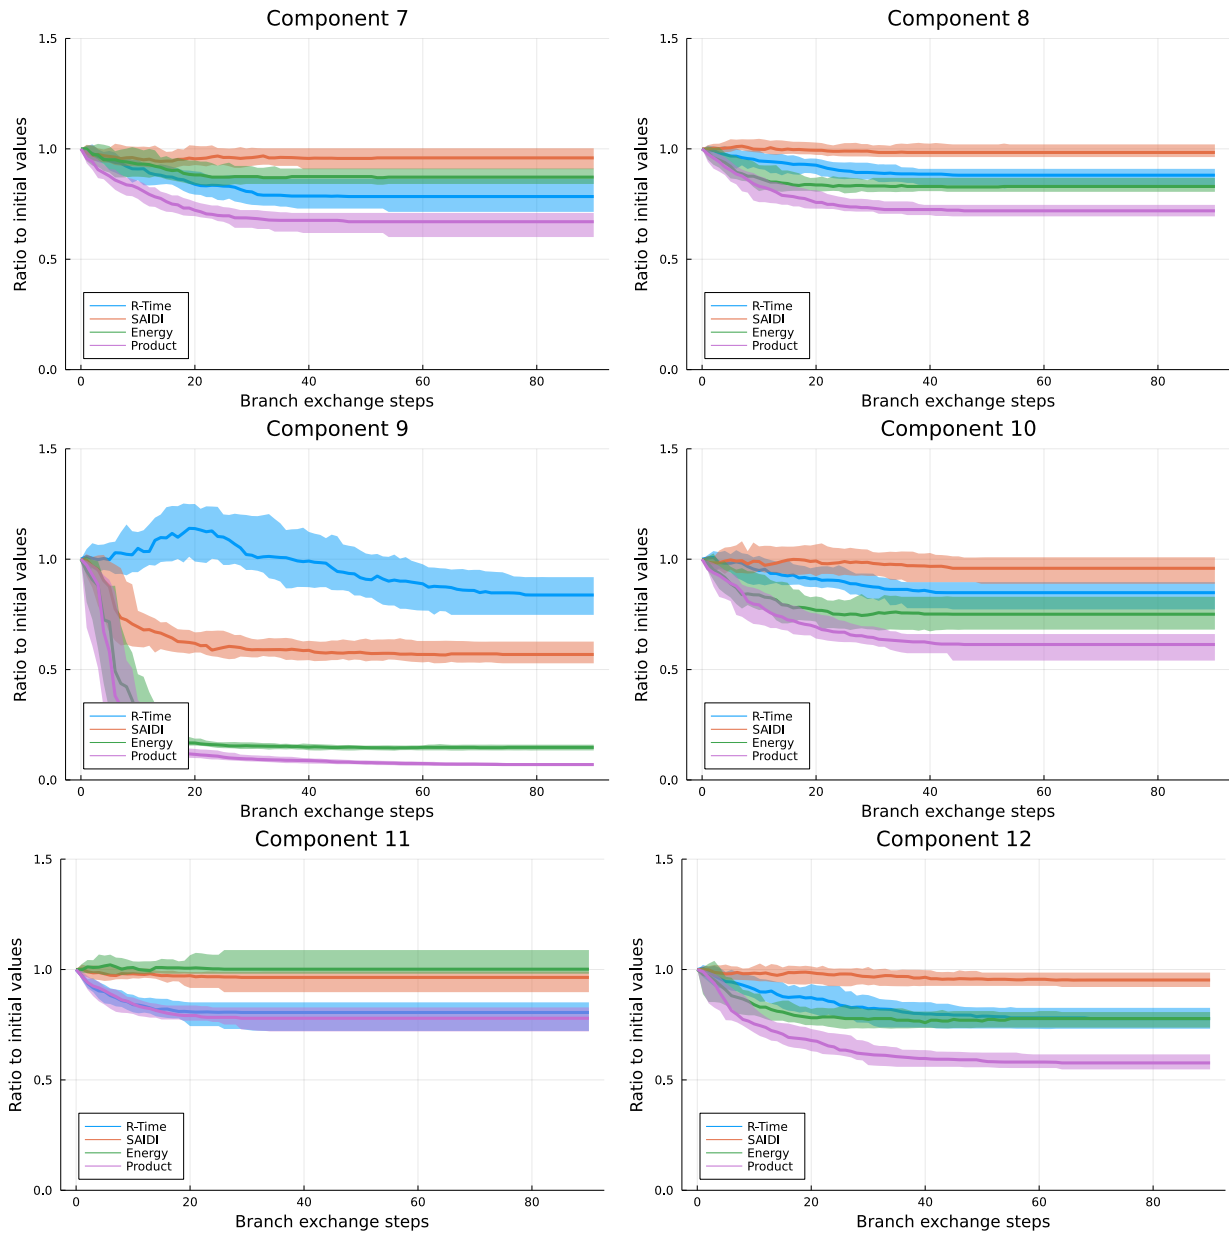 Component 7
Ratio to initial values
1.5
1.0
0.5
0.0
R-Time
SAIDI
Energy
Product
0 20 40 60 80
Branch exchange steps
Component 8
Ratio to initial values
1.5
1.0
0.5
0.0
R-Time
SAIDI
Energy
Product
0 20 40 60 80
Branch exchange steps
Component 9
Ratio to initial values
1.5
1.0
0.5
0.0
R-Time
SAIDI
Energy
Product
0 20 40 60 80
Branch exchange steps
Component 10
Ratio to initial values
1.5
1.0
0.5
0.0
R-Time
SAIDI
Energy
Product
0 20 40 60 80
Branch exchange steps
Component 11
Ratio to initial values
1.5
1.0
0.5
0.0
R-Time
SAIDI
Energy
Product
0 20 40 60 80
Branch exchange steps
Component 12
Ratio to initial values
1.5
1.0
0.5
0.0
R-Time
SAIDI
Energy
Product
0 20 40 60 80
Branch exchange steps